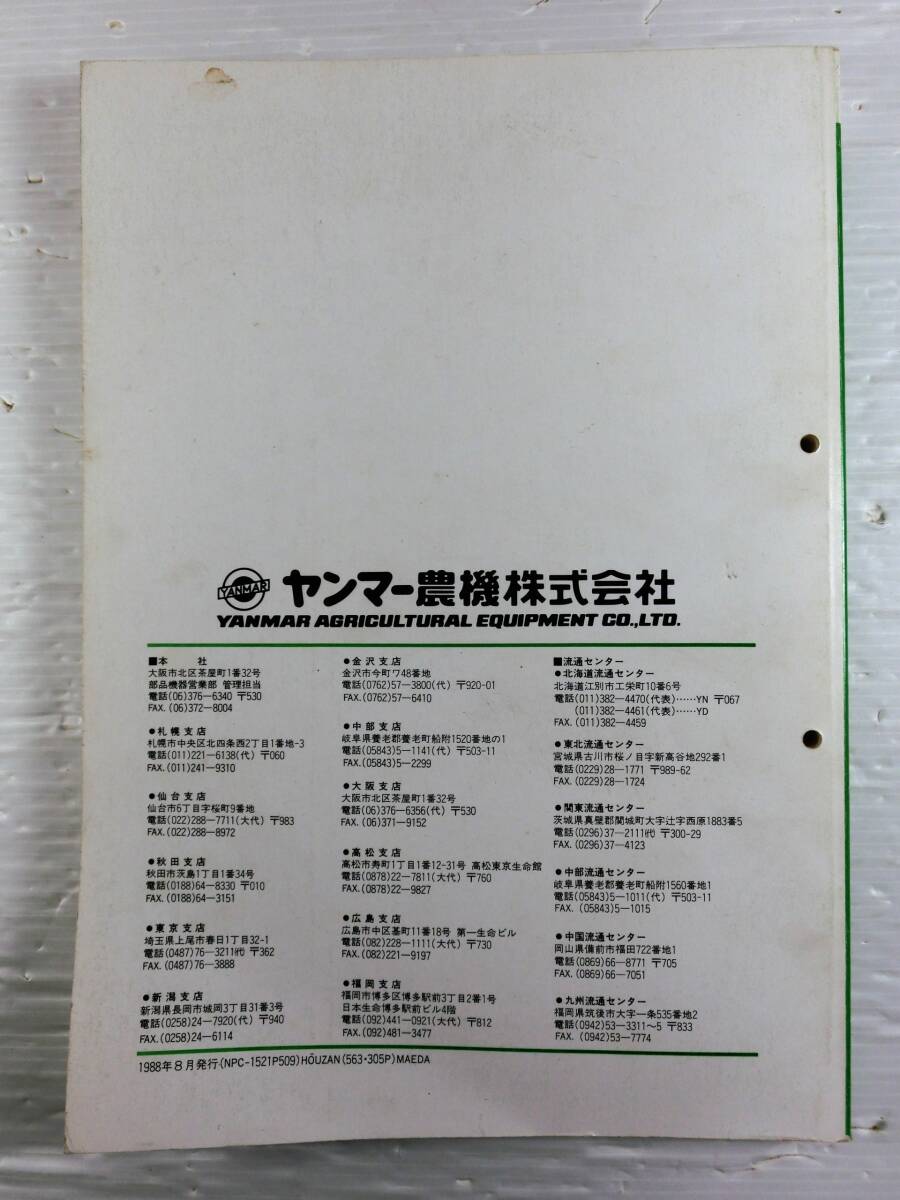 YANMAR
ヤンマー農機株式会社
YANMAR AGRICULTURAL EQUIPMENT CO.,LTD.
■本　　社
大阪市北区茶屋町1番32号
部品機器営業部 管理担当
電話(06)376-6340 〒530
FAX.(06)372-8004
●札幌支店
札幌市中央区北四条西2丁目1番地-3
電話(011)221-6138(代)〒060
FAX.(011)241-9310
●仙台支店
仙台市6丁目字桜町9番地
電話(022)288-7711(大代)〒983
FAX.(022)288-8972
●秋田支店
秋田市茨島1丁目1番34号
電話(0188)64-8330 〒010
FAX.(0188)64-3151
●東京支店
埼玉県上尾市春日1丁目32-1
電話(0487)76-3211代 〒362
FAX.(0487)76-3888
●新潟支店
新潟県長岡市城岡3丁目31番3号
電話(0258)24-7920(代)〒940
FAX.(0258)24-6114
●金沢支店
金沢市今町ワ48番地
電話(0762)57-3800(代)〒920-01
FAX.(0762)57-6410
●中部支店
岐阜県養老郡養老町船附1520番地の1
電話(05843)5-1141(代)〒503-11
FAX.(05843)5-2299
●大阪支店
大阪市北区茶屋町1番32号
電話(06)376-6356(代)〒530
FAX.(06)371-9152
●高松支店
高松市寿町1丁目1番12-31号 高松東京生命館
電話(0878)22-7811(大代)〒760
FAX.(0878)22-9827
●広島支店
広島市中区基町11番18号 第一生命ビル
電話(082)228-1111(大代)〒730
FAX.(082)221-9197
●福岡支店
福岡市博多区博多駅前3丁目2番1号
日本生命博多駅前ビル4階
電話(092)441-0921(大代)〒812
FAX.(092)481-3477
■流通センター
●北海道流通センター
北海道江別市工栄町10番6号
電話(011)382-4470(代表)……YN 〒067
(011)382-4461(代表)……YD
FAX.(011)382-4459
●東北流通センター
宮城県古川市桜ノ目字新高谷地292番1
電話(0229)28-1771 〒989-62
FAX.(0229)28-1724
●関東流通センター
茨城県真壁郡関城町大字辻字西原1883番5
電話(0296)37-2111代 〒300-29
FAX.(0296)37-4123
●中部流通センター
岐阜県養老郡養老町船附1560番地1
電話(05843)5-1011(代)〒503-11
FAX.(05843)5-1015
●中国流通センター
岡山県備前市福田722番地1
電話(0869)66-8771 〒705
FAX.(0869)66-7051
●九州流通センター
福岡県筑後市大字一条535番地2
電話(0942)53-3311〜5 〒833
FAX.(0942)53-7774
1988年8月発行・(NPC-1521P509)HŌUZAN(563・305P)MAEDA